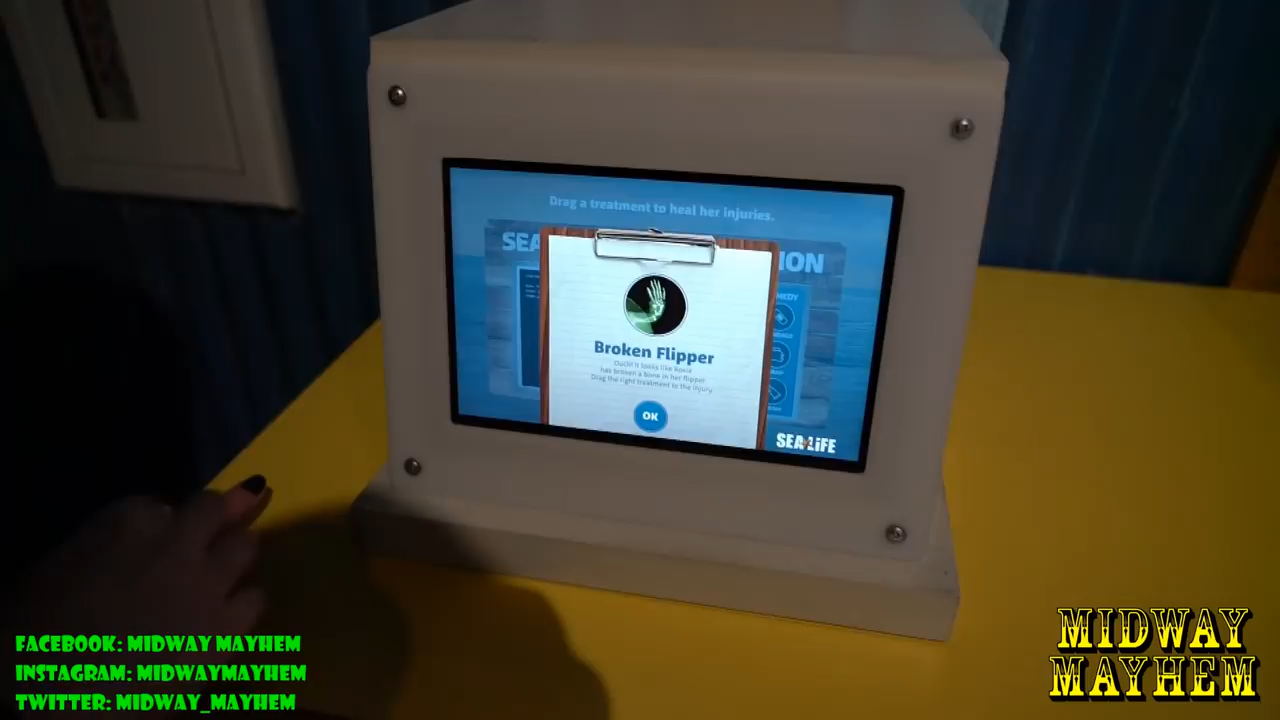 Drag a treatment to heal her injuries.
SEA
ION
Broken Flipper
Ouch! It looks like Roxie
has broken a bone in her flipper
Drag the right treatment to the injury
OK
SEA LiFE
FACEBOOK: MIDWAY MAYHEM
INSTAGRAM: MIDWAYMAYHEM
TWITTER: MIDWAY_MAYHEM
MIDWAY
MAYHEM